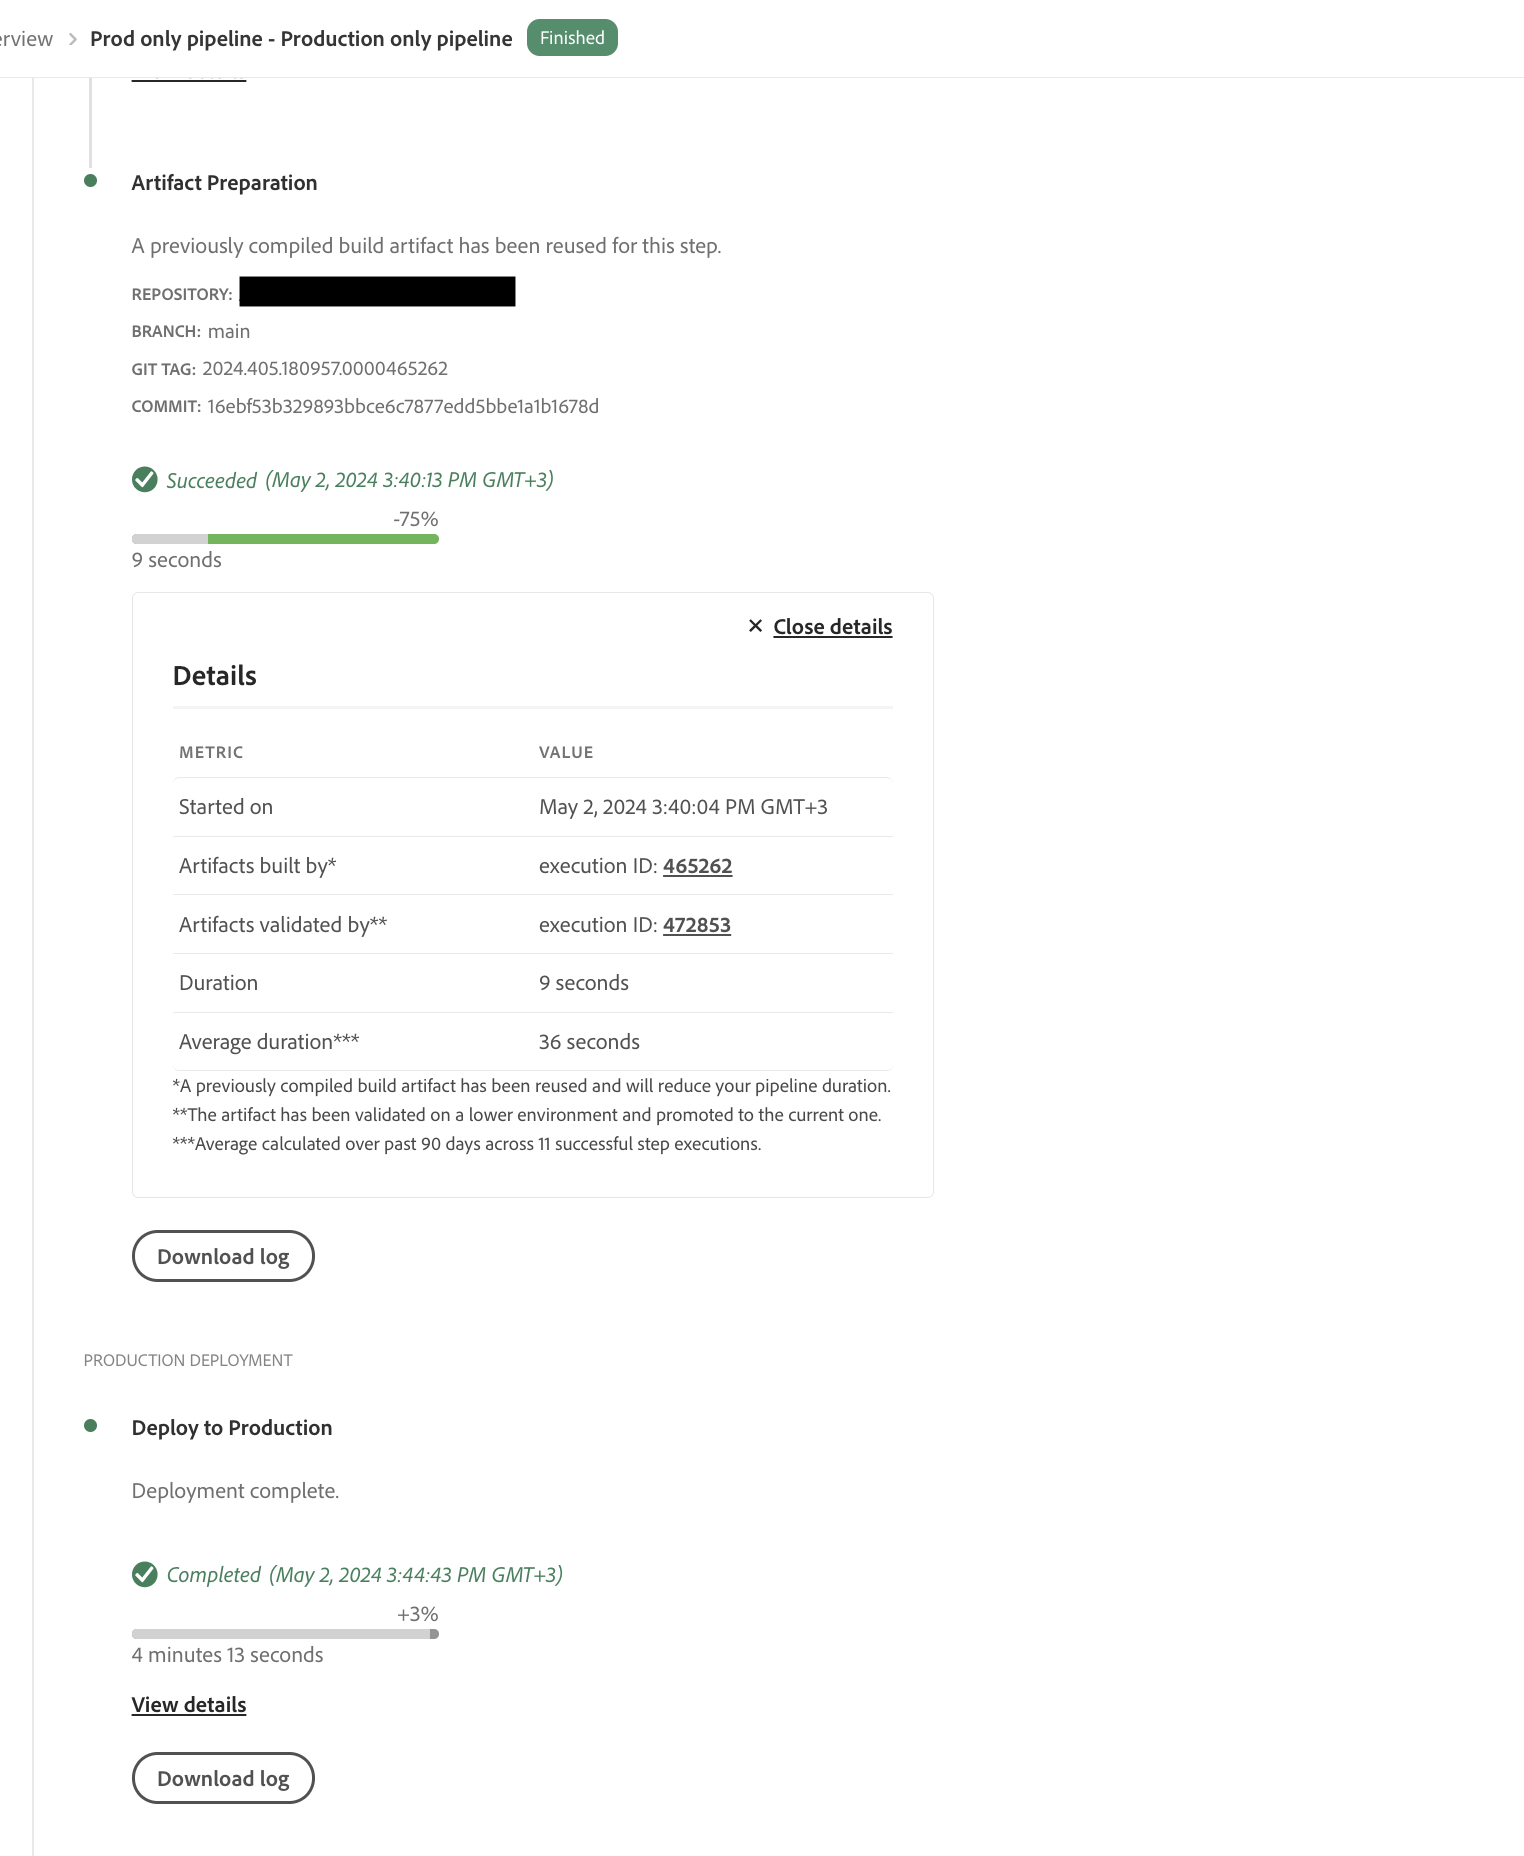 erview > Prod only pipeline - Production only pipeline Finished
Artifact Preparation
A previously compiled build artifact has been reused for this step.
REPOSITORY:
BRANCH: main
GIT TAG: 2024.405.180957.0000465262
COMMIT: 16ebf53b329893bbce6c7877edd5bbe1a1b1678d
Succeeded (May 2, 2024 3:40:13 PM GMT+3)
-75%
9 seconds
× Close details
Details
METRIC VALUE
Started on May 2, 2024 3:40:04 PM GMT+3
Artifacts built by* execution ID: 465262
Artifacts validated by** execution ID: 472853
Duration 9 seconds
Average duration*** 36 seconds
*A previously compiled build artifact has been reused and will reduce your pipeline duration.
**The artifact has been validated on a lower environment and promoted to the current one.
***Average calculated over past 90 days across 11 successful step executions.
Download log
PRODUCTION DEPLOYMENT
Deploy to Production
Deployment complete.
Completed (May 2, 2024 3:44:43 PM GMT+3)
+3%
4 minutes 13 seconds
View details
Download log